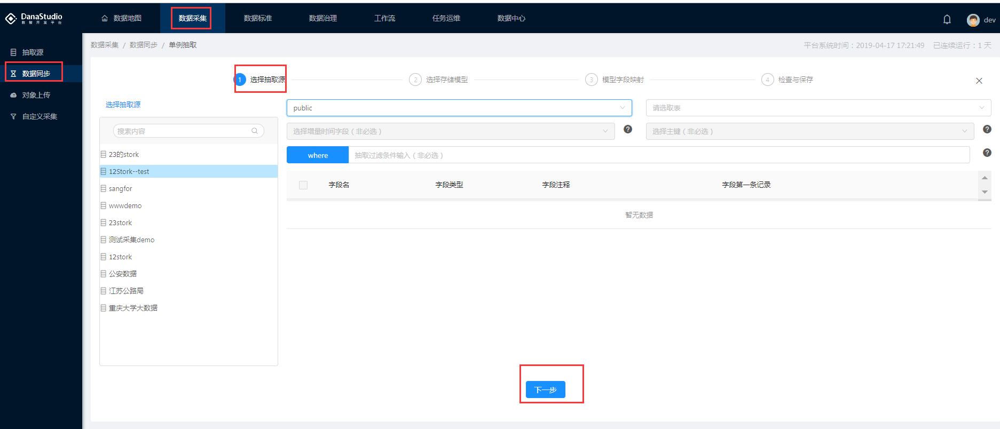 DanaStudio
数智开发平台
数据地图
数据采集
数据标准
数据治理
工作流
任务运维
数据中心
dev
抽取源
数据同步
对象上传
自定义采集
数据采集 / 数据同步 / 单例抽取
平台系统时间：2019-04-17 17:21:49 已连续运行：1 天
1 选择抽取源
2 选择存储模型
3 模型字段映射
4 检查与保存
选择抽取源
搜索内容
23的stork
12Stork--test
sangfor
wwwdemo
23stork
测试采集demo
12stork
公安数据
江苏公路局
重庆大学大数据
public
请选取表
选择增量时间字段（非必选）
选择主键（非必选）
where
抽取过滤条件输入（非必选）
字段名
字段类型
字段注释
字段第一条记录
暂无数据
下一步